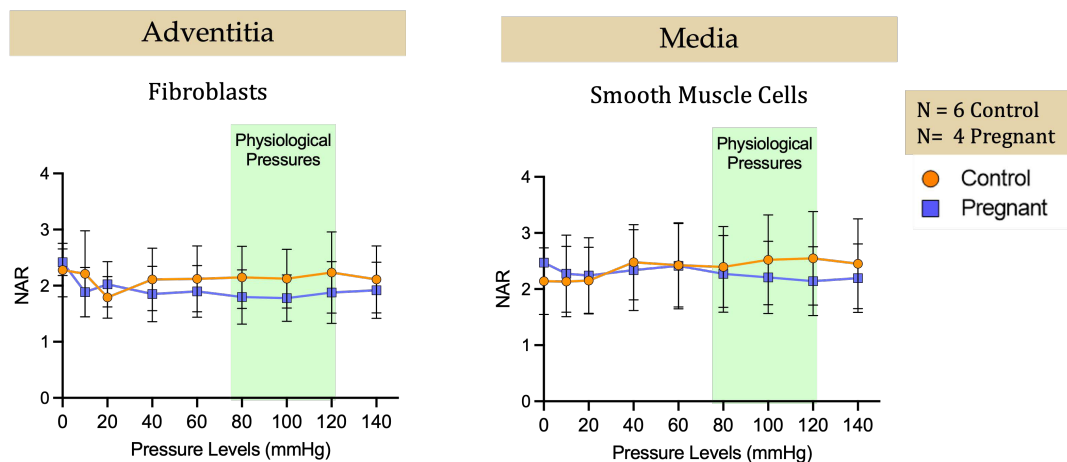 Adventitia
Fibroblasts
Physiological
Pressures
4
3
2
1
0
NAR
0 20 40 60 80 100 120 140
Pressure Levels (mmHg)
Media
Smooth Muscle Cells
Physiological
Pressures
4
3
2
1
0
NAR
0 20 40 60 80 100 120 140
Pressure Levels (mmHg)
N = 6 Control
N= 4 Pregnant
Control
Pregnant